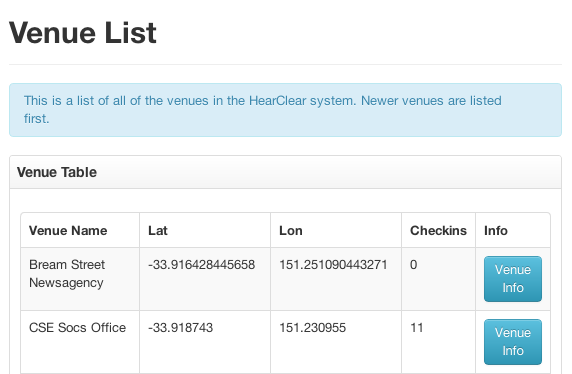 Venue List
This is a list of all of the venues in the HearClear system. Newer venues are listed
first.
Venue Table
Venue Name Lat Lon Checkins Info
Bream Street
Newsagency -33.916428445658 151.251090443271 0 Venue
Info
CSE Socs Office -33.918743 151.230955 11 Venue
Info